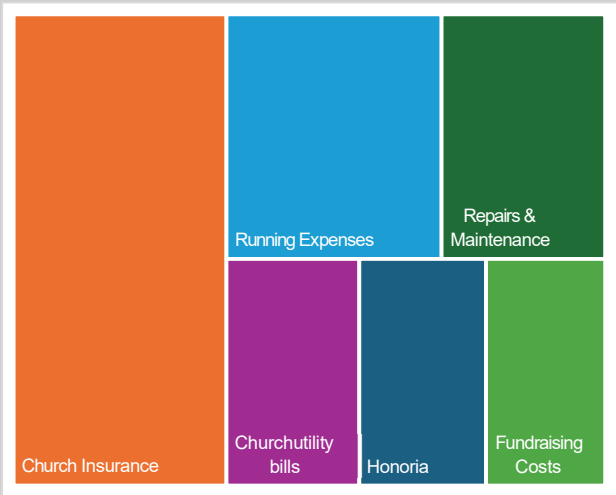 Church Insurance
Running Expenses
Repairs &
Maintenance
Churchutility
bills
Honoria
Fundraising
Costs